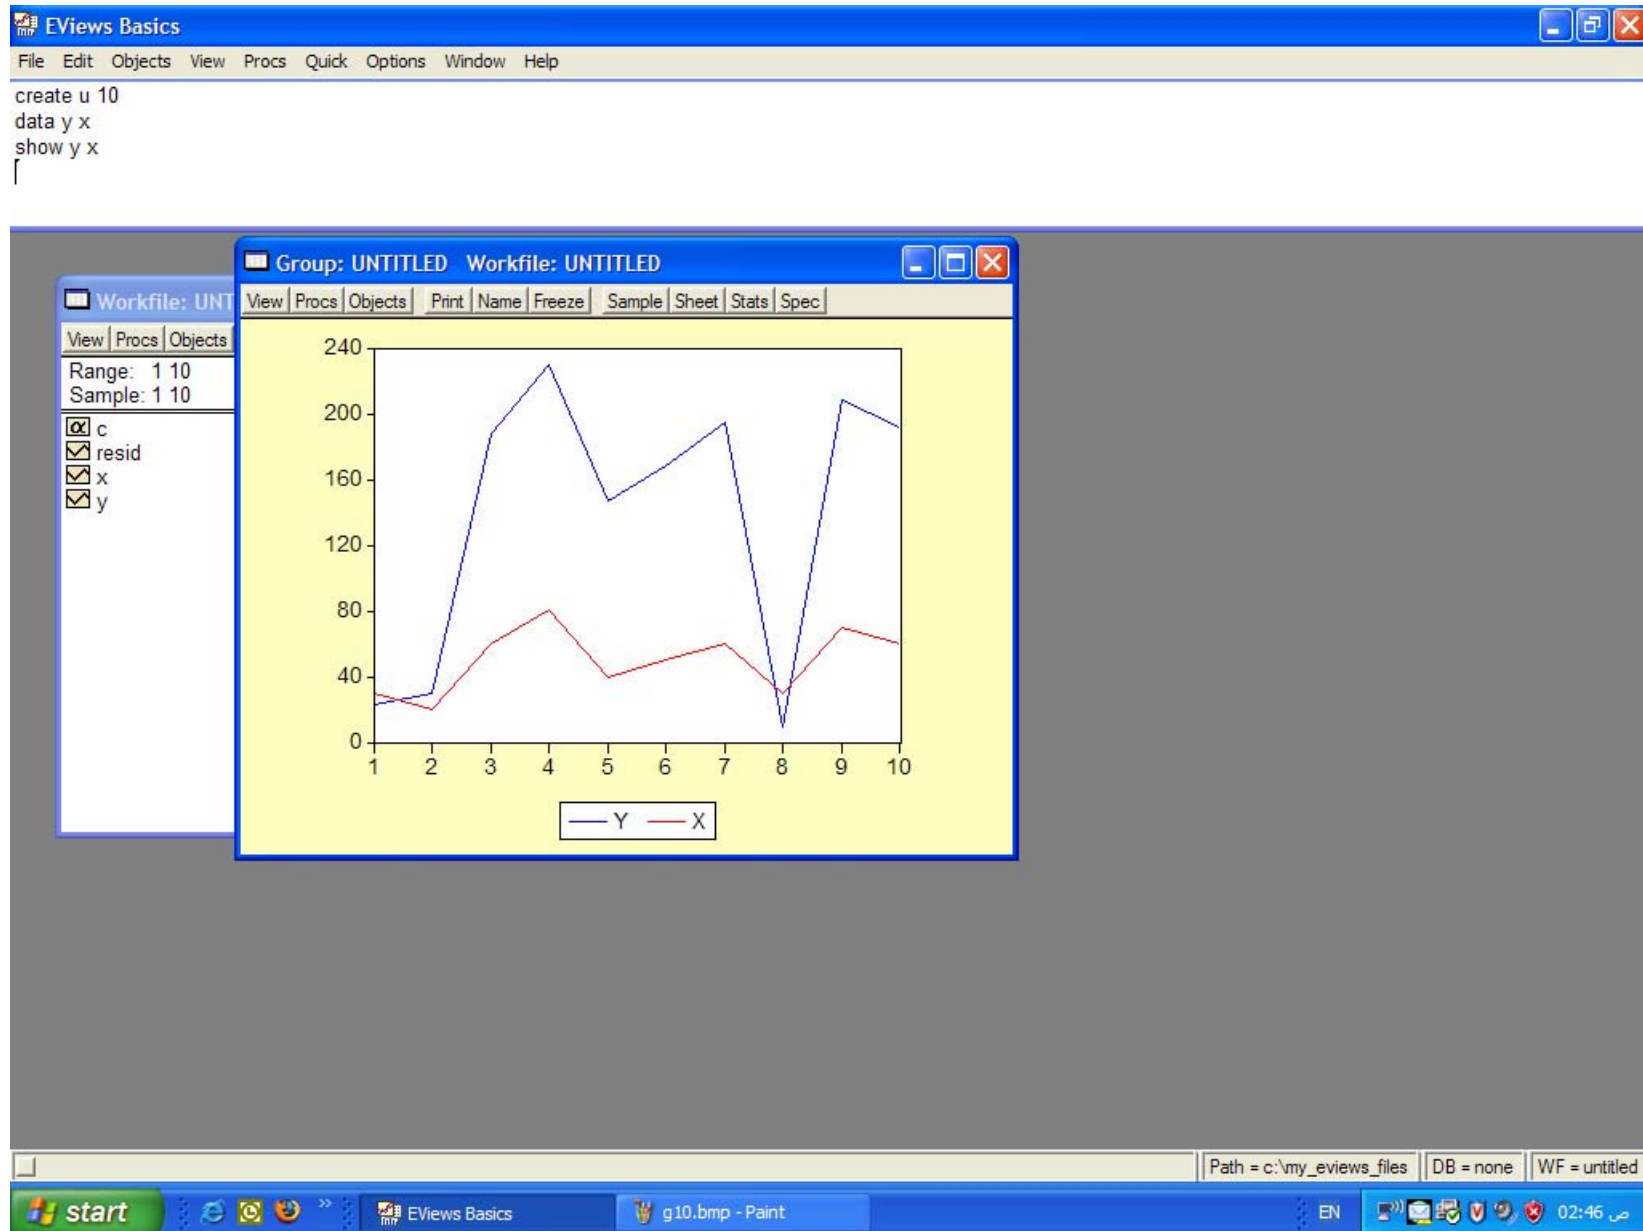 EViews Basics
File Edit Objects View Procs Quick Options Window Help
create u 10
data y x
show y x
Group: UNTITLED Workfile: UNTITLED
View Procs Objects Print Name Freeze Sample Sheet Stats Spec
Workfile: UNT
View Procs Objects
Range: 1 10
Sample: 1 10
c
resid
x
y
240
200
160
120
80
40
0
1 2 3 4 5 6 7 8 9 10
Y X
Path = c:\my_eviews_files DB = none WF = untitled
start EViews Basics g10.bmp - Paint EN 02:46 ص